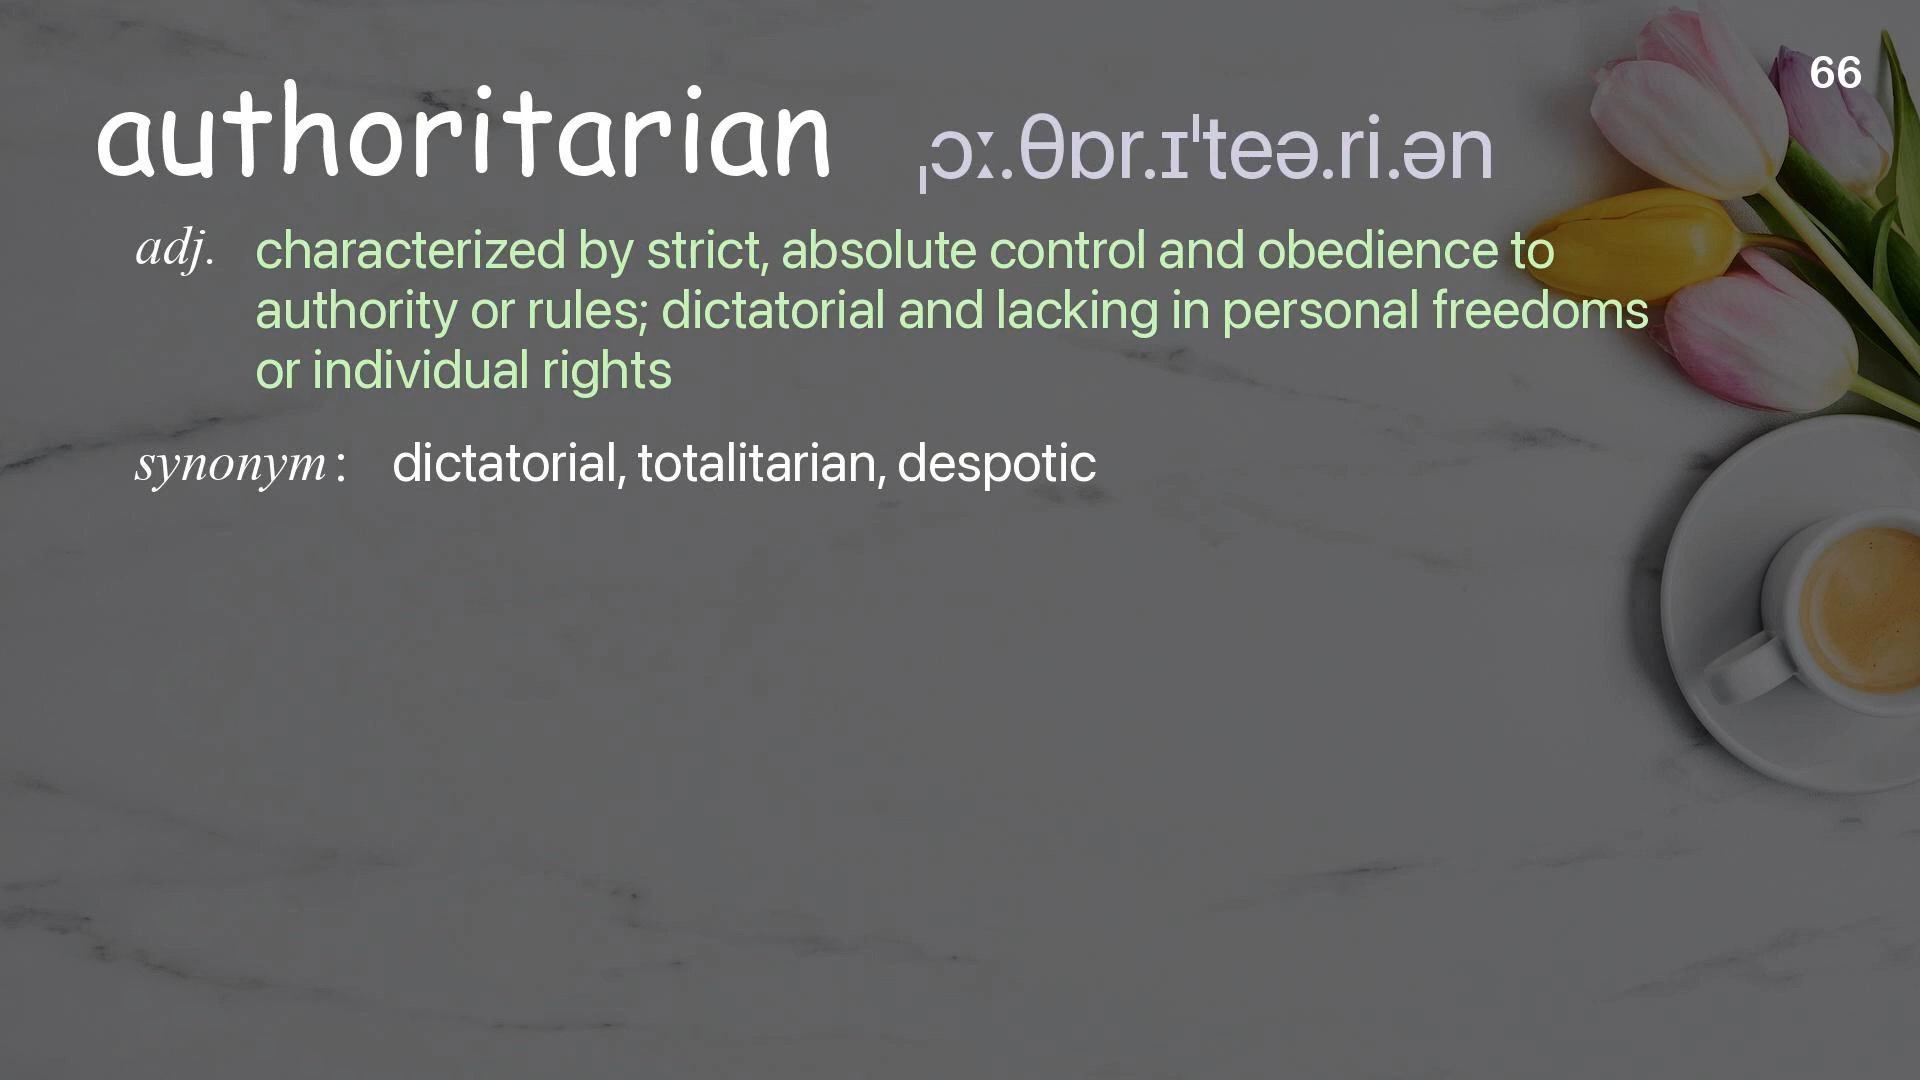 66
authoritarian ˌɔː.θɒr.ɪˈteə.ri.ən
adj. characterized by strict, absolute control and obedience to
authority or rules; dictatorial and lacking in personal freedoms
or individual rights
synonym : dictatorial, totalitarian, despotic